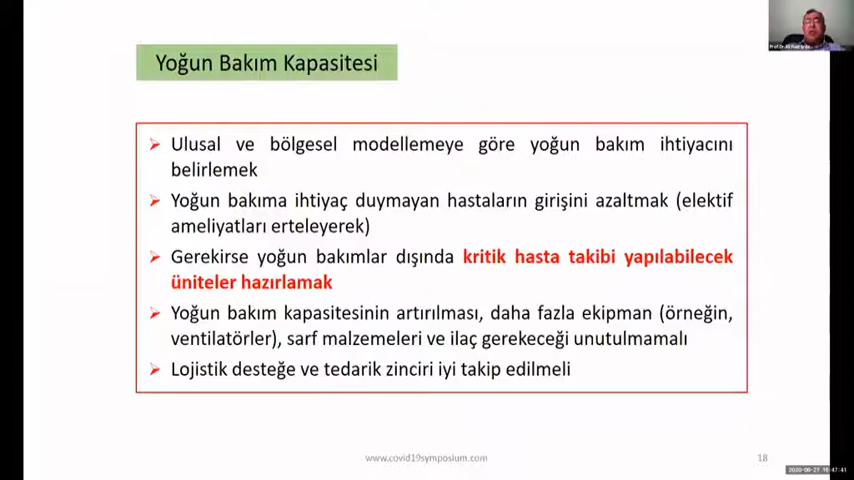 Yoğun Bakım Kapasitesi
Ulusal ve bölgesel modellemeye göre yoğun bakım ihtiyacını
belirlemek
Yoğun bakıma ihtiyaç duymayan hastaların girişini azaltmak (elektif
ameliyatları erteleyerek)
Gerekirse yoğun bakımlar dışında kritik hasta takibi yapılabilecek
üniteler hazırlamak
Yoğun bakım kapasitesinin artırılması, daha fazla ekipman (örneğin,
ventilatörler), sarf malzemeleri ve ilaç gerekeceği unutulmamalı
Lojistik desteğe ve tedarik zinciri iyi takip edilmeli
www.covid19symposium.com
18